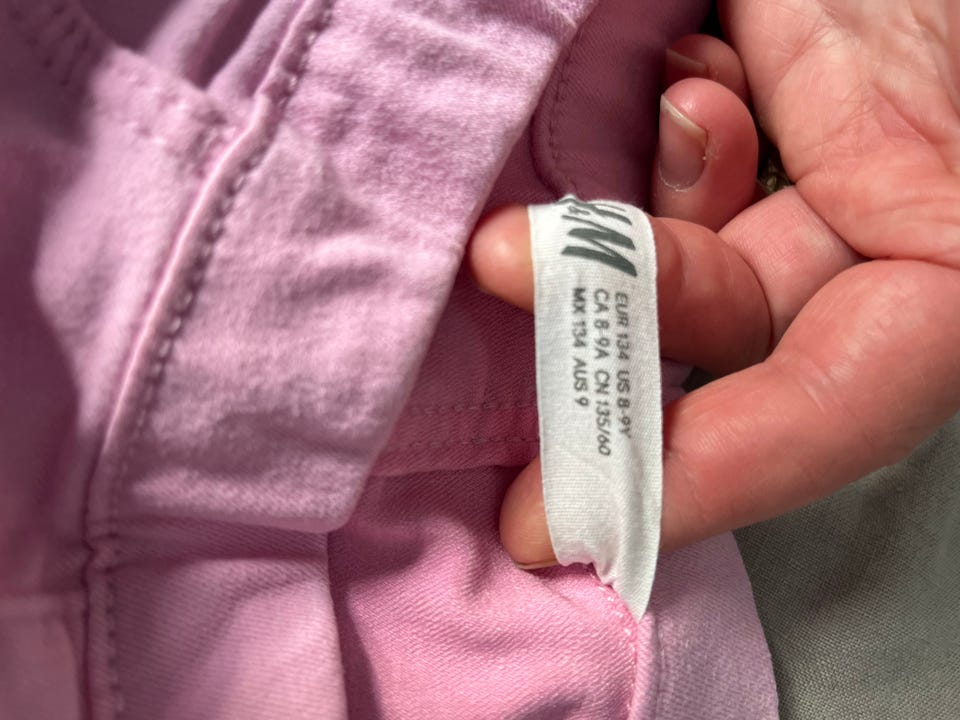 H&M
EUR 134 US 8-9Y
CA 8-9A CN 135/60
MX 134 AUS 9